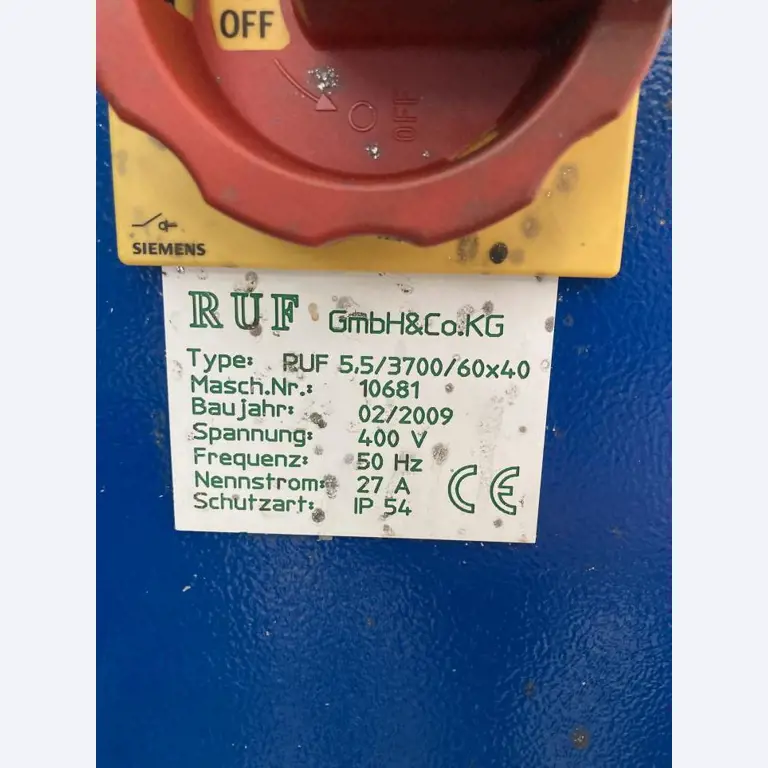 OFF
OFF
SIEMENS
RUF GmbH&Co.KG
Type: RUF 5,5/3700/60x40
Masch.Nr.: 10681
Baujahr: 02/2009
Spannung: 400 V
Frequenz: 50 Hz
Nennstrom: 27 A
Schutzart: IP 54
CE